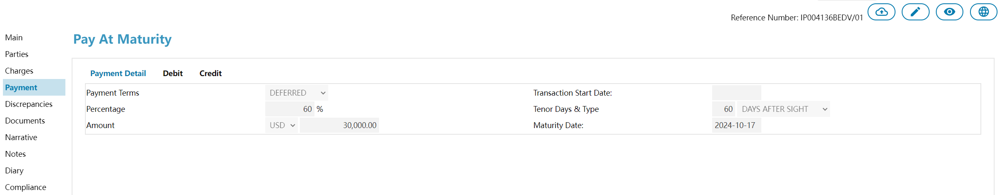 Reference Number: IP004136BEDV/01
Main
Parties
Charges
Payment
Discrepancies
Documents
Narrative
Notes
Diary
Compliance
Pay At Maturity
Payment Detail Debit Credit
Payment Terms DEFERRED Transaction Start Date:
Percentage 60 % Tenor Days & Type 60 DAYS AFTER SIGHT
Amount USD 30,000.00 Maturity Date: 2024-10-17